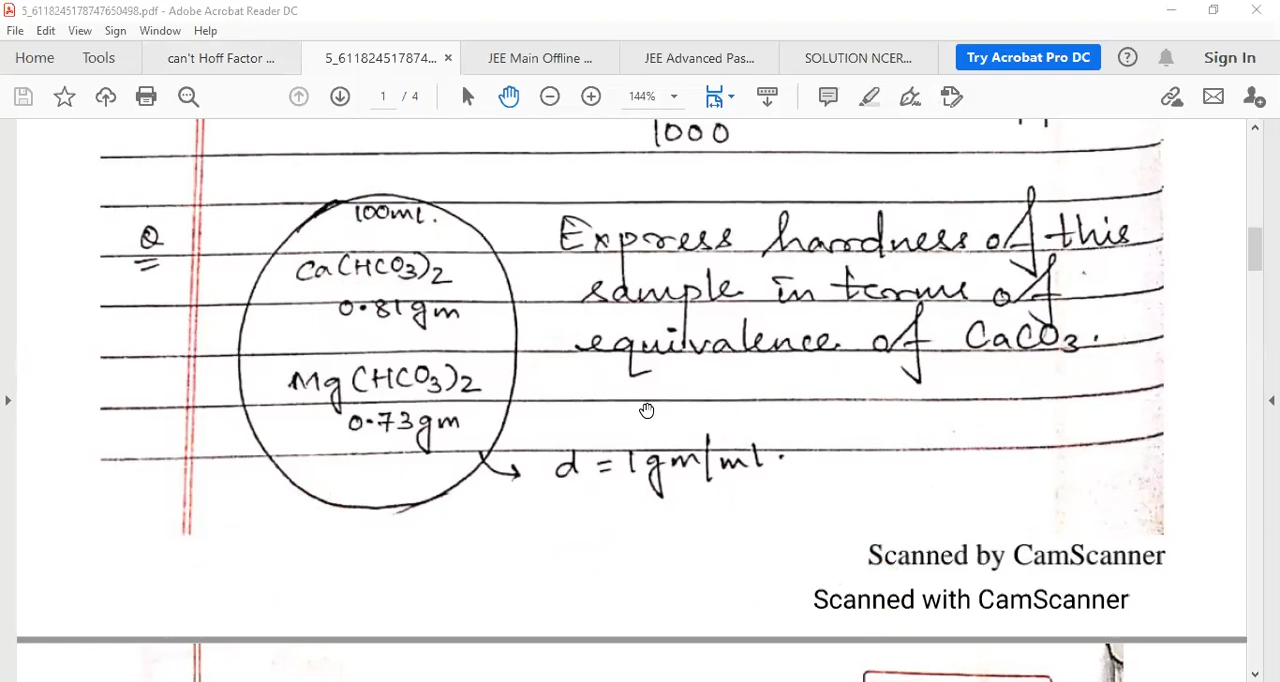 5_6118245178747650498.pdf - Adobe Acrobat Reader DC
File Edit View Sign Window Help
Home Tools can't Hoff Factor ... 5_611824517874... × JEE Main Offline ... JEE Advanced Pas... SOLUTION NCER... Try Acrobat Pro DC Sign In
1 / 4 144%
1000
Q
100ml.
Ca(HCO3)2
0.81gm
Mg(HCO3)2
0.73gm
Express hardness of this
sample in terms of
equivalence of CaCO3.
d = 1gm/ml.
Scanned by CamScanner
Scanned with CamScanner